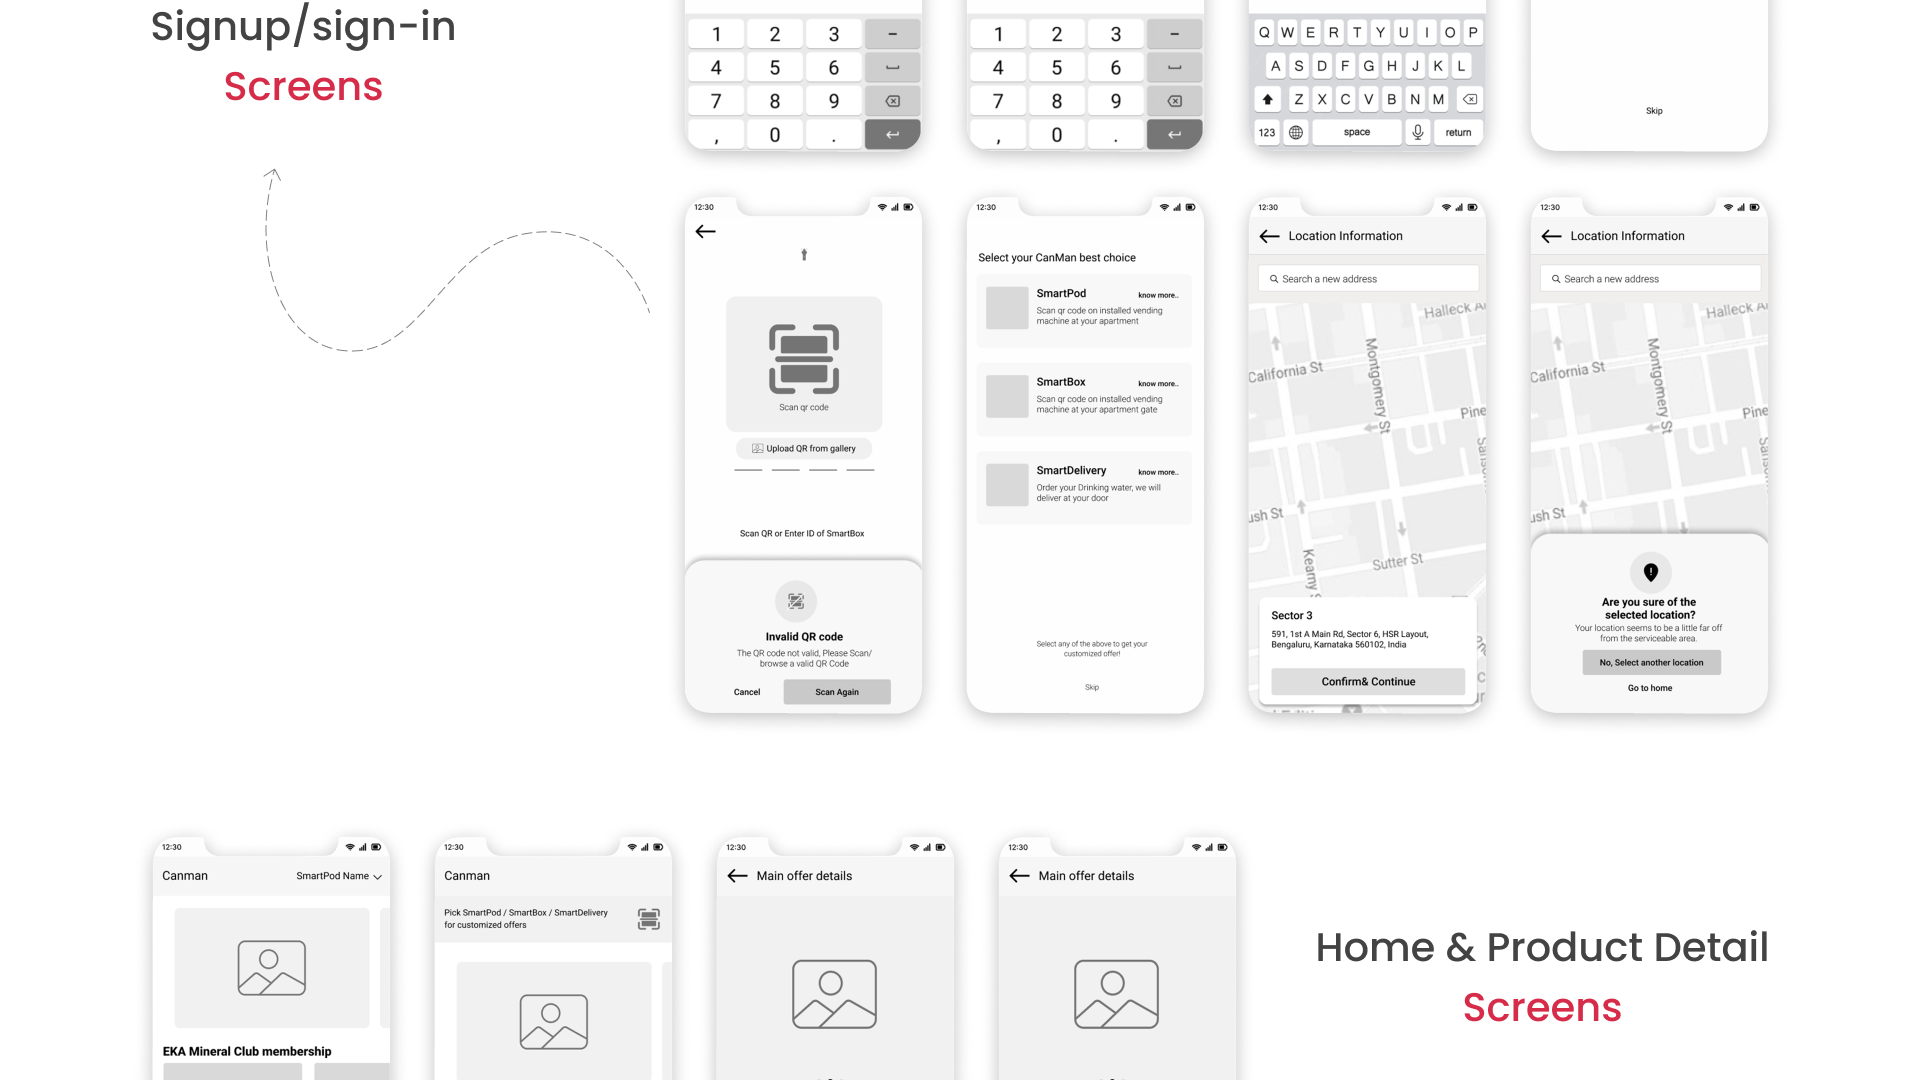 Signup/sign-in
Screens
1 2 3 –
4 5 6
7 8 9
, 0 .
1 2 3 –
4 5 6
7 8 9
, 0 .
Q W E R T Y U I O P
A S D F G H J K L
Z X C V B N M
123 space return
Skip
12:30
Scan qr code
Upload QR from gallery
Scan QR or Enter ID of SmartBox
Invalid QR code
The QR code not valid, Please Scan/
browse a valid QR Code
Cancel
Scan Again
12:30
Select your CanMan best choice
SmartPod
know more..
Scan qr code on installed vending
machine at your apartment
SmartBox
know more..
Scan qr code on installed vending
machine at your apartment gate
SmartDelivery
know more..
Order your Drinking water, we will
deliver at your door
Select any of the above to get your
customized offer!
Skip
12:30
Location Information
Search a new address
Halleck
California St
Montgomery St
Pine
ush St
Kearny
Sutter St
Sector 3
591, 1st A Main Rd, Sector 6, HSR Layout,
Bengaluru, Karnataka 560102, India
Confirm& Continue
12:30
Location Information
Search a new address
Halleck
California St
Montgomery St
Pine
ush St
Are you sure of the
selected location?
Your location seems to be a little far off
from the serviceable area.
No, Select another location
Go to home
12:30
Canman
SmartPod Name
EKA Mineral Club membership
12:30
Canman
Pick SmartPod / SmartBox / SmartDelivery
for customized offers
12:30
Main offer details
12:30
Main offer details
Home & Product Detail
Screens